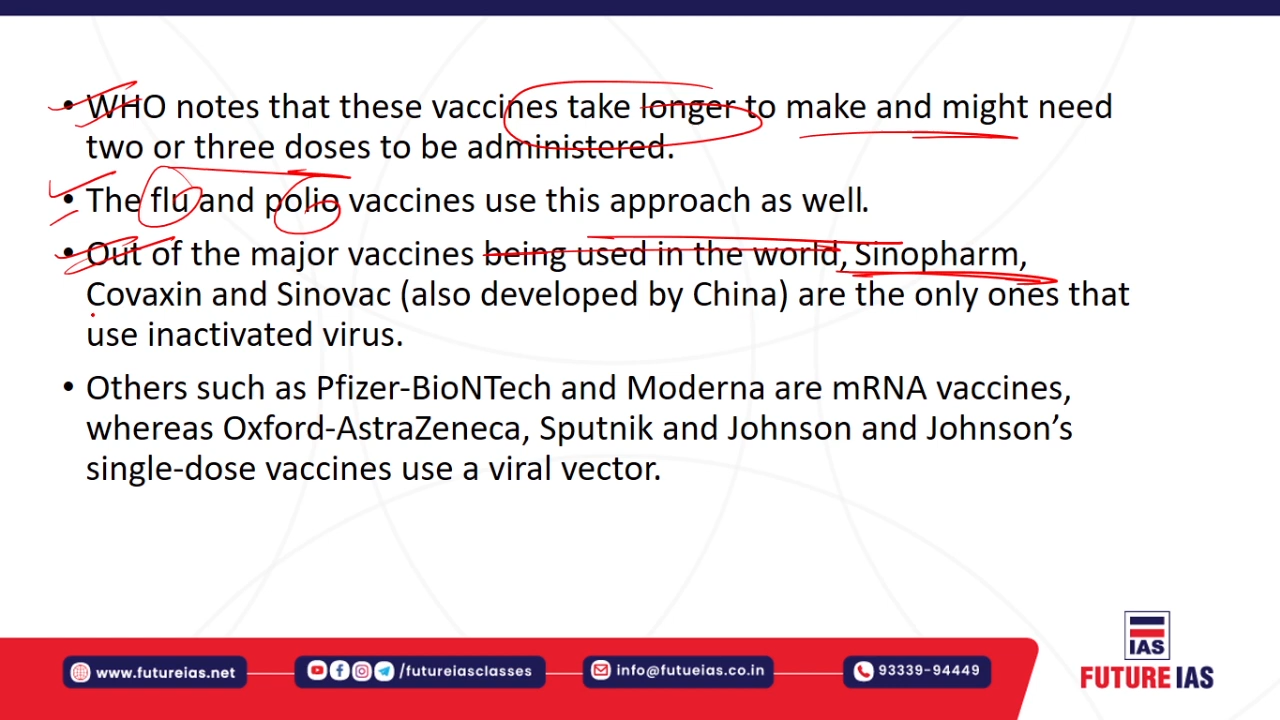 • WHO notes that these vaccines take longer to make and might need
two or three doses to be administered.
• The flu and polio vaccines use this approach as well.
• Out of the major vaccines being used in the world, Sinopharm,
Covaxin and Sinovac (also developed by China) are the only ones that
use inactivated virus.
• Others such as Pfizer-BioNTech and Moderna are mRNA vaccines,
whereas Oxford-AstraZeneca, Sputnik and Johnson and Johnson’s
single-dose vaccines use a viral vector.
www.futureias.net
/futureiasclasses
info@futueias.co.in
93339-94449
IAS
FUTURE IAS